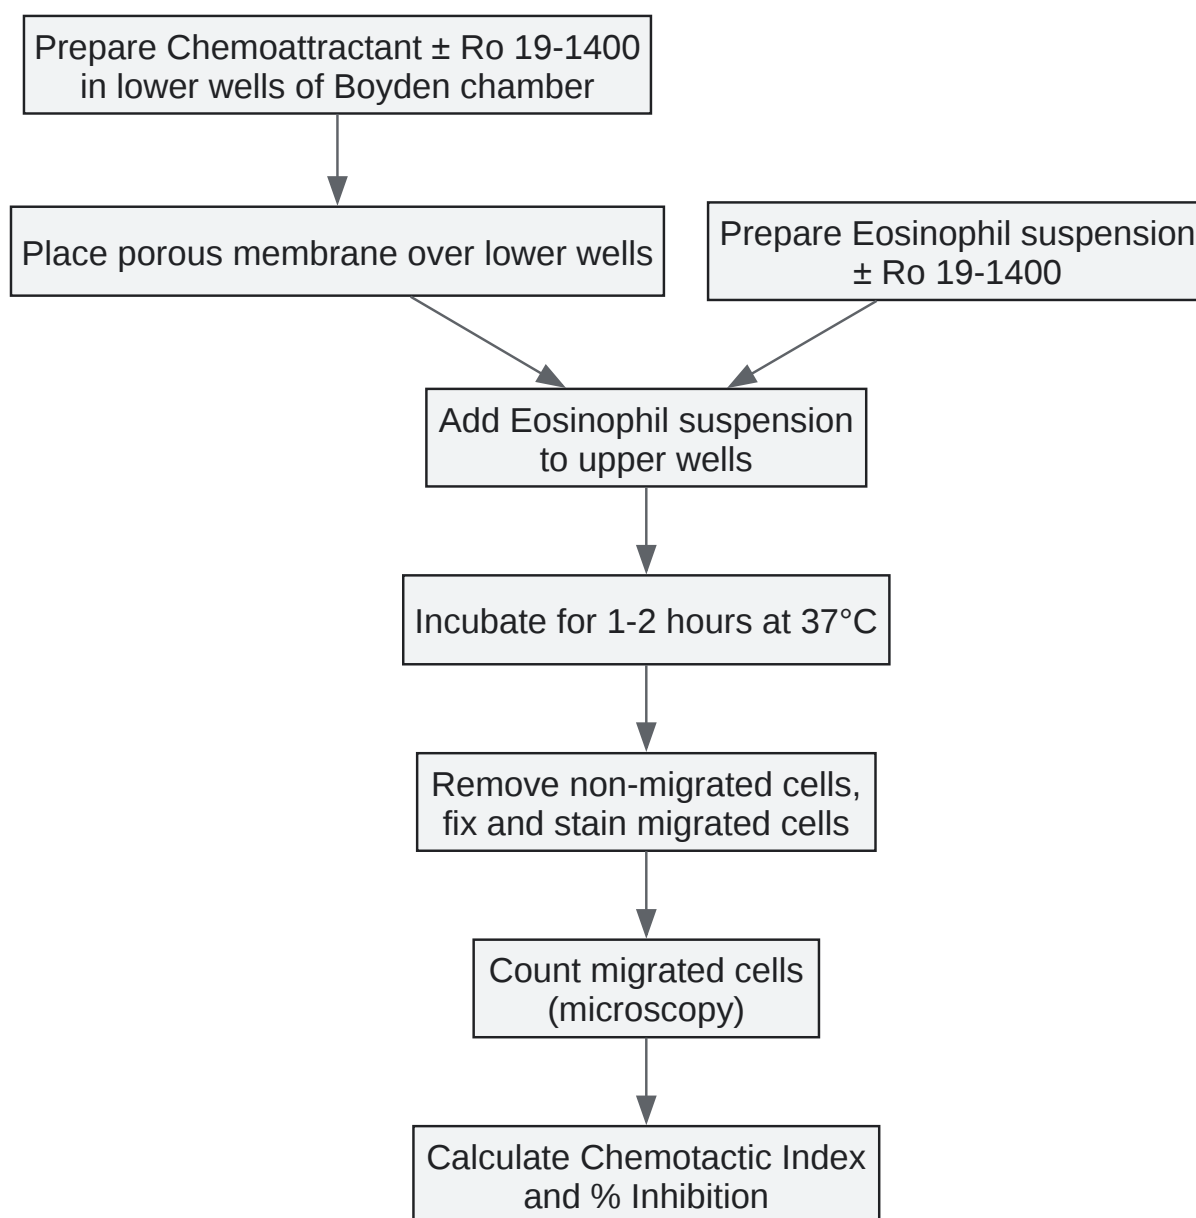 Prepare Chemoattractant ± Ro 19-1400
in lower wells of Boyden chamber
Place porous membrane over lower wells
Prepare Eosinophil suspension
± Ro 19-1400
Add Eosinophil suspension
to upper wells
Incubate for 1-2 hours at 37°C
Remove non-migrated cells,
fix and stain migrated cells
Count migrated cells
(microscopy)
Calculate Chemotactic Index
and % Inhibition